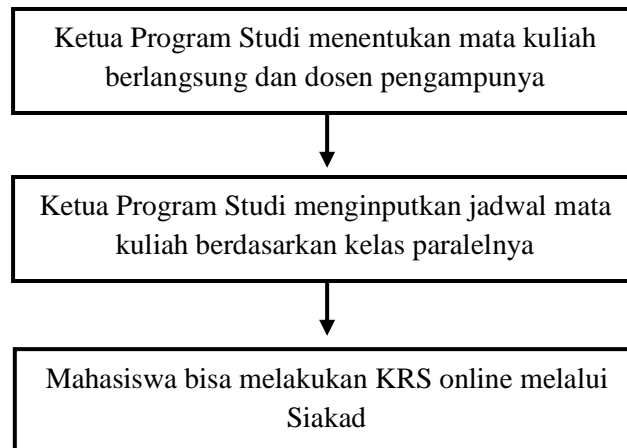 Ketua Program Studi menentukan mata kuliah
berlangsung dan dosen pengampunya
Ketua Program Studi menginputkan jadwal mata
kuliah berdasarkan kelas paralelnya
Mahasiswa bisa melakukan KRS online melalui
Siakad